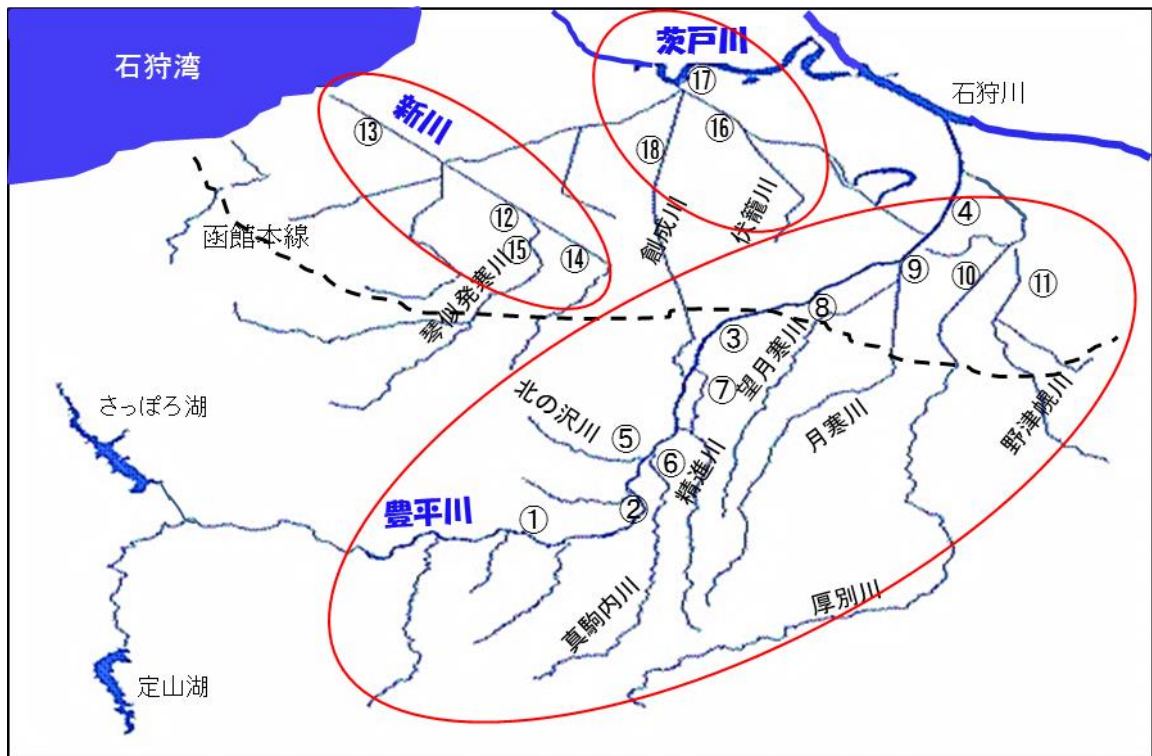 石狩湾
茨戸川
新川
石狩川
⑰
⑬
⑯
⑱
⑫
④
創成川
伏籠川
函館本線
琴似発寒川
⑮
⑭
⑨
⑩
⑪
⑧
③
望月寒川
さっぽろ湖
北の沢川
⑦
月寒川
野津幌川
⑤
⑥
精進川
豊平川
①
②
真駒内川
厚別川
定山湖